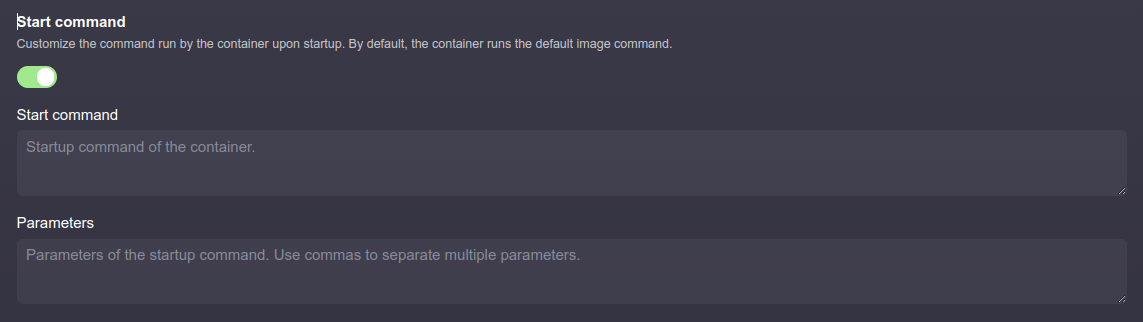 Start command
Customize the command run by the container upon startup. By default, the container runs the default image command.
Start command
Startup command of the container.
Parameters
Parameters of the startup command. Use commas to separate multiple parameters.